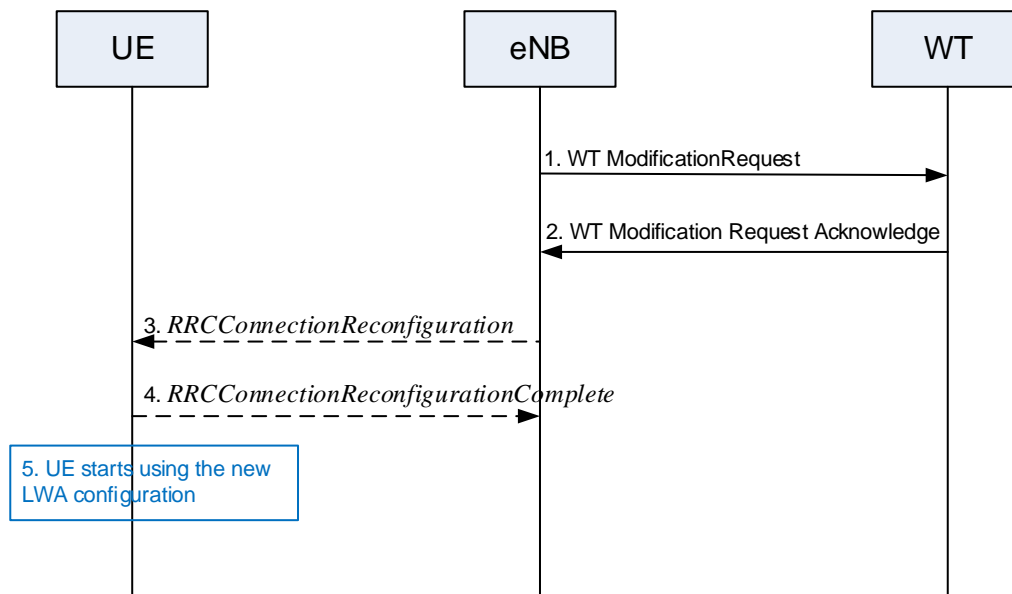 UE
eNB
WT
1. WT ModificationRequest
2. WT Modification Request Acknowledge
3. RRCConnectionReconfiguration
4. RRCConnectionReconfigurationComplete
5. UE starts using the new
LWA configuration